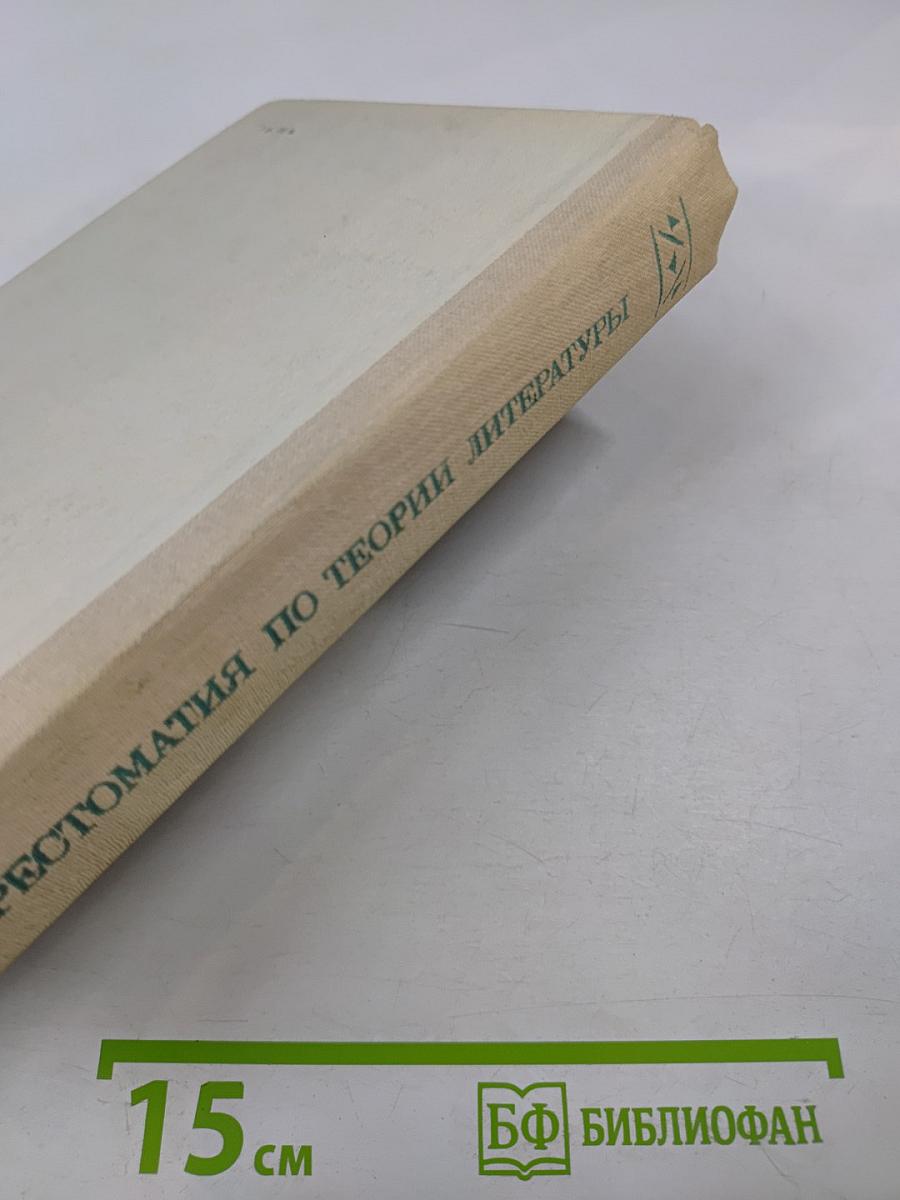 РЕСТОМАТИЯ ПО ТЕОРИИ ЛИТЕРАТУРЫ
15 см
БФ БИБЛИОФАН